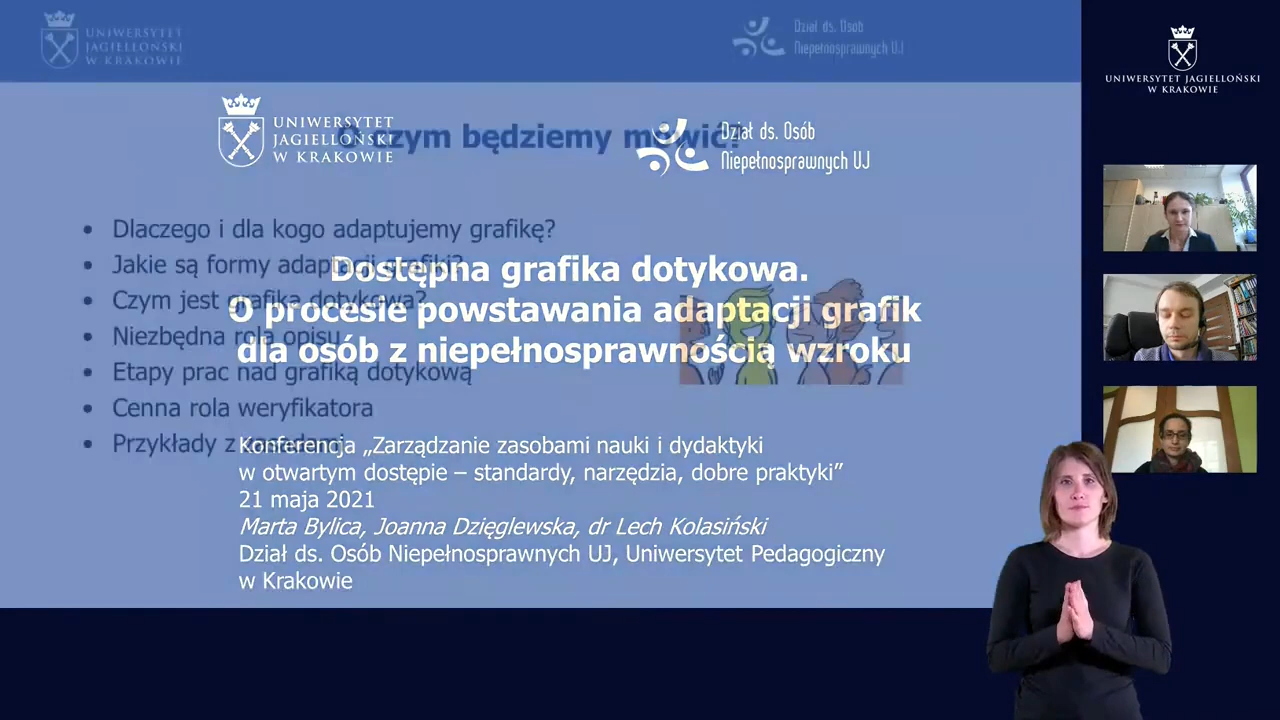 UNIWERSYTET
JAGIELLOŃSKI
W KRAKOWIE
Dział ds. Osób
Niepełnosprawnych UJ
UNIWERSYTET JAGIELLOŃSKI
W KRAKOWIE
UNIWERSYTET
JAGIELLOŃSKI
W KRAKOWIE
Dział ds. Osób
Niepełnosprawnych UJ
O czym będziemy mówić?
Dlaczego i dla kogo adaptujemy grafikę?
Jakie są formy adaptacji grafiki?
Czym jest grafika dotykowa?
Niezbędna rola opisu
Etapy prac nad grafiką dotykową
Cenna rola weryfikatora
Przykłady z
Dostępna grafika dotykowa.
O procesie powstawania adaptacji grafik
dla osób z niepełnosprawnością wzroku
Konferencja „Zarządzanie zasobami nauki i dydaktyki
w otwartym dostępie – standardy, narzędzia, dobre praktyki”
21 maja 2021
Marta Bylica, Joanna Dzięglewska, dr Lech Kolasiński
Dział ds. Osób Niepełnosprawnych UJ, Uniwersytet Pedagogiczny
w Krakowie